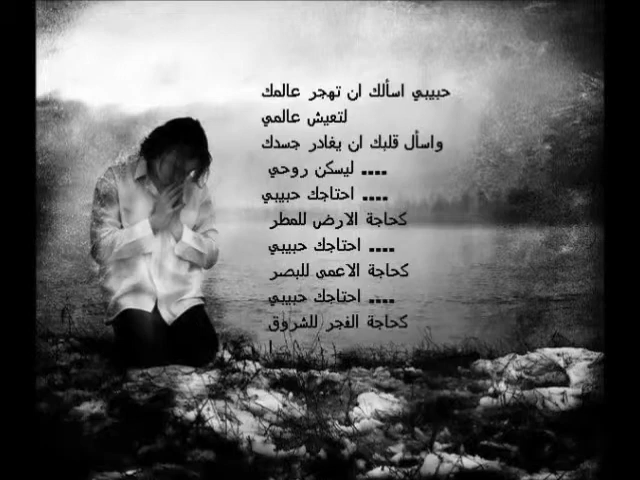 حبيبي اسألك ان تهجر عالمك
لتعيش عالمي
واسأل قلبك ان يغادر جسدك
ليسكن روحي ....
احتاجك حبيبي ....
كحاجة الارض للمطر
احتاجك حبيبي ....
كحاجة الاعمى للبصر
احتاجك حبيبي ....
كحاجة الفجر للشروق